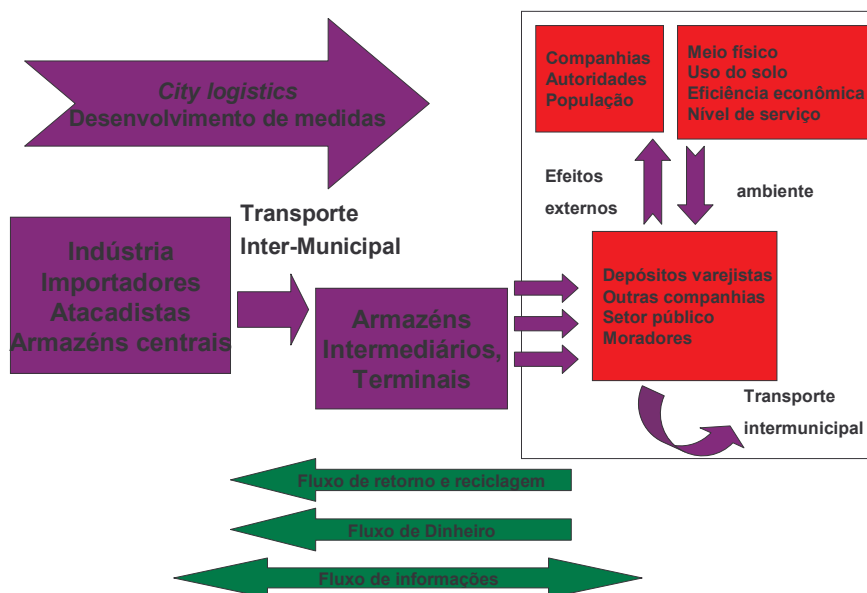 City logistics
Desenvolvimento de medidas
Companhias
Autoridades
População
Meio físico
Uso do solo
Eficiência econômica
Nível de serviço
Efeitos
externos
ambiente
Transporte
Inter-Municipal
Indústria
Importadores
Atacadistas
Armazéns centrais
Armazéns
Intermediários,
Terminais
Depósitos varejistas
Outras companhias
Setor público
Moradores
Transporte
intermunicipal
Fluxo de retorno e reciclagem
Fluxo de Dinheiro
Fluxo de informações